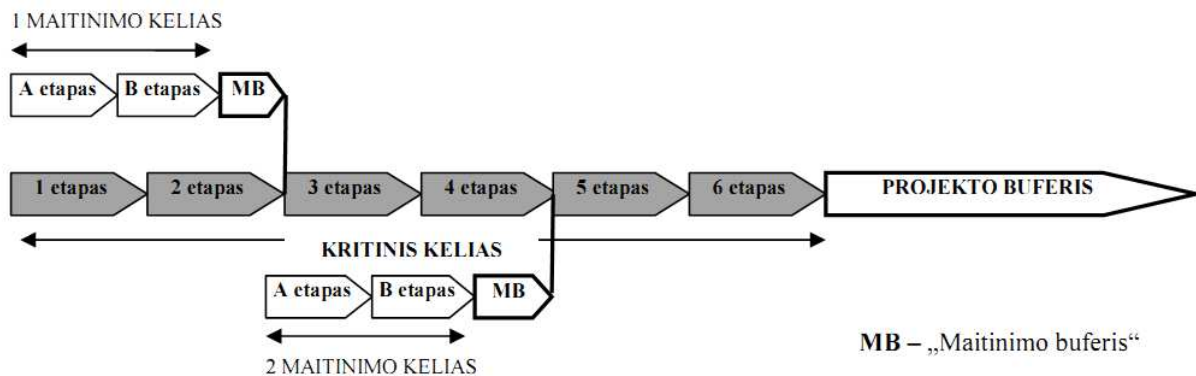 1 MAITINIMO KELIAS
A etapas B etapas MB
1 etapas 2 etapas 3 etapas 4 etapas 5 etapas 6 etapas PROJEKTO BUFERIS
KRITINIS KELIAS
A etapas B etapas MB
MB – „Maitinimo buferis“
2 MAITINIMO KELIAS